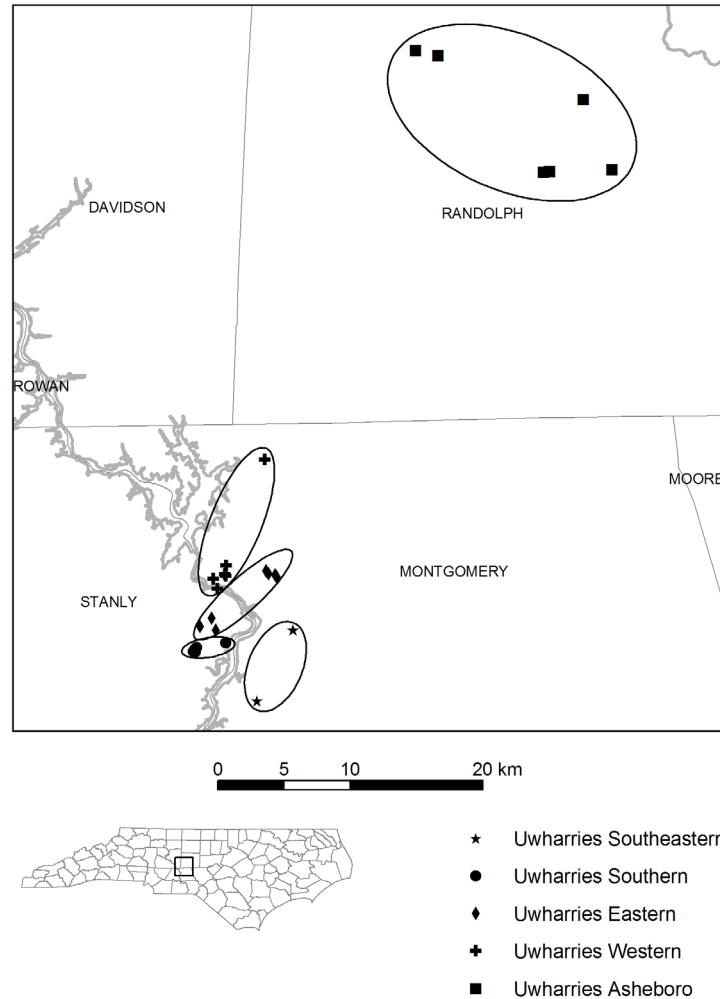 DAVIDSON
RANDOLPH
ROWAN
MOORE
MONTGOMERY
STANLY
0 5 10 20 km
Uwharries Southeastern
Uwharries Southern
Uwharries Eastern
Uwharries Western
Uwharries Asheboro